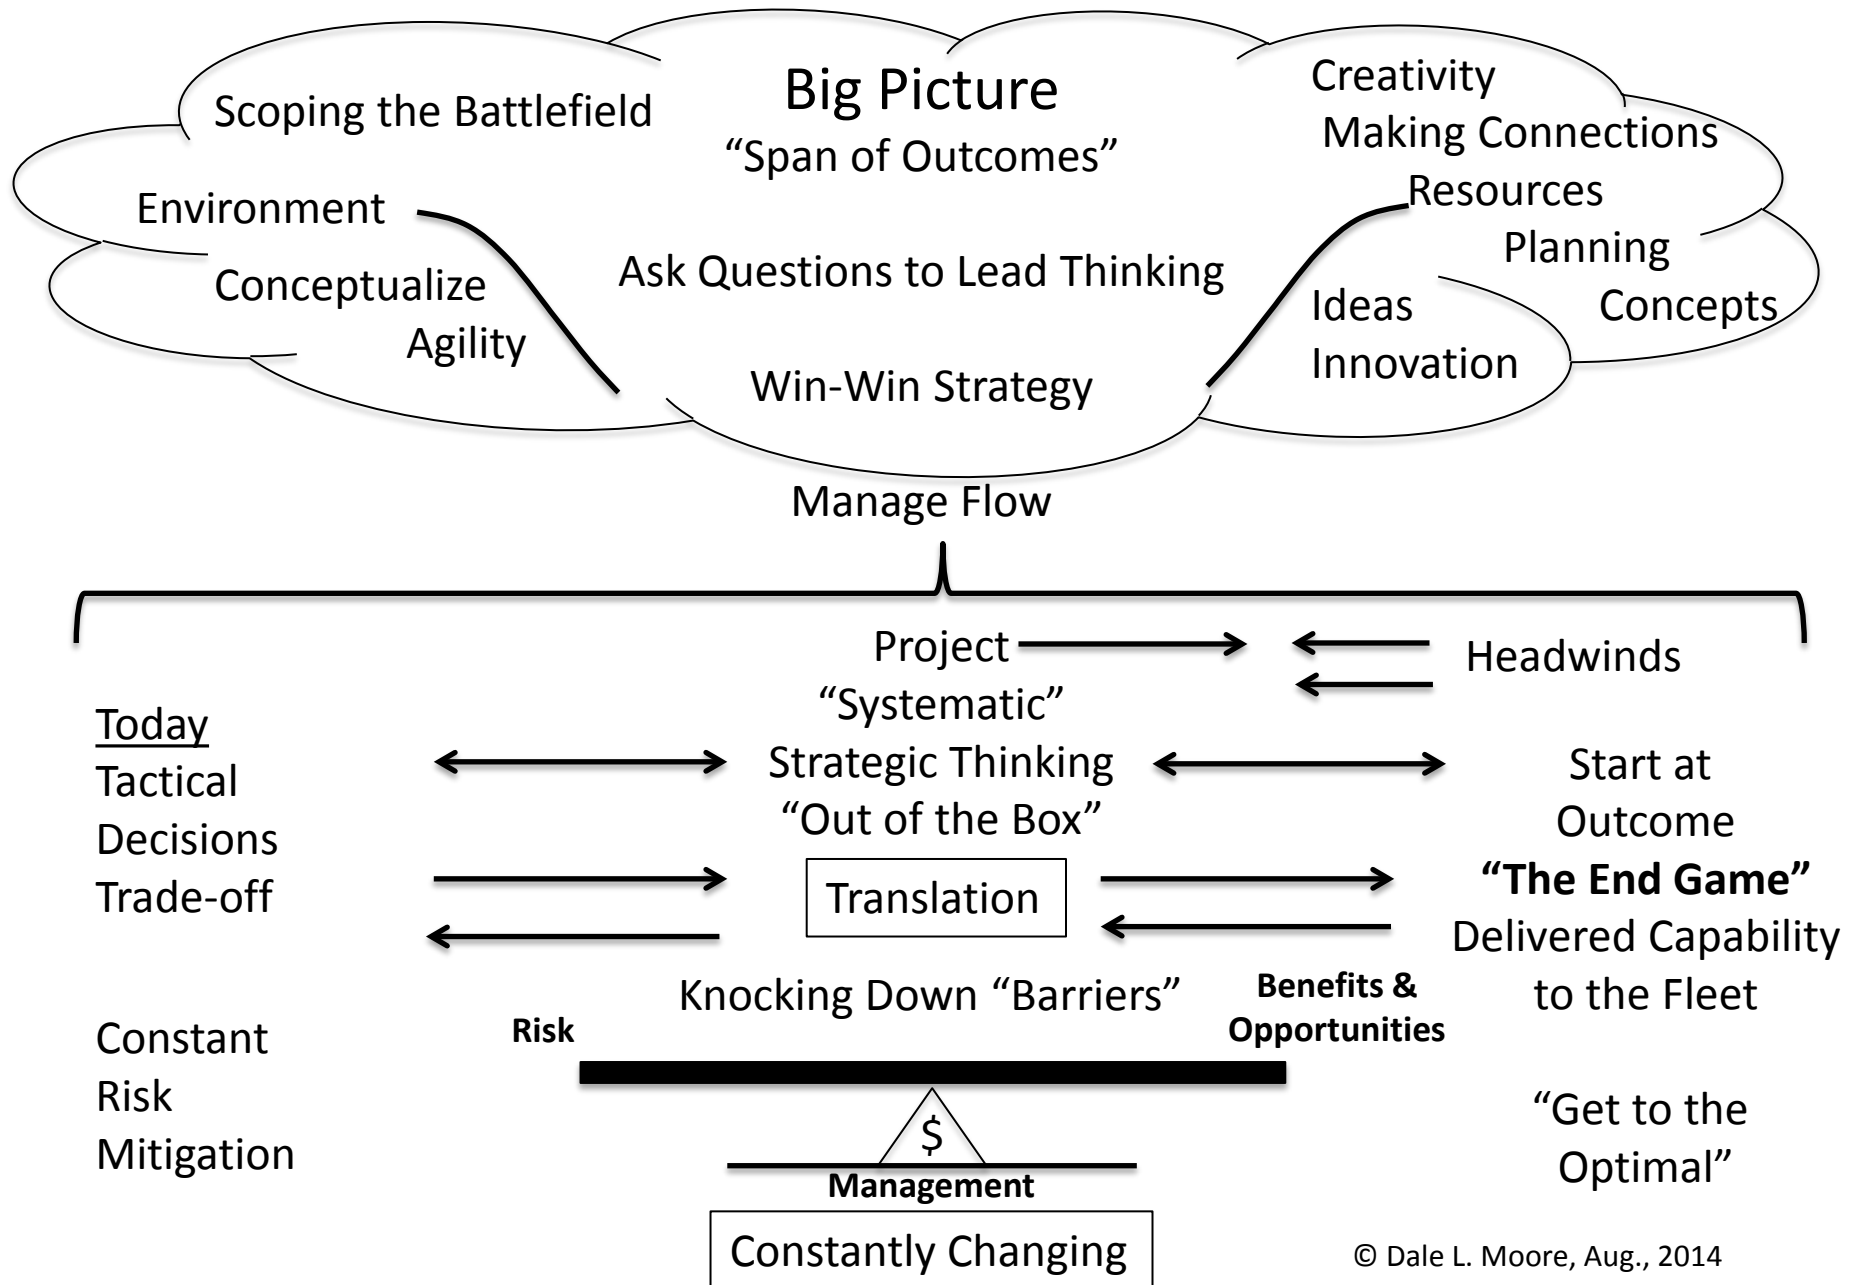 Big Picture
“Span of Outcomes”
Scoping the Battlefield
Environment
Conceptualize
Agility
Ask Questions to Lead Thinking
Win-Win Strategy
Creativity
Making Connections
Resources
Planning
Concepts
Ideas
Innovation
Manage Flow
Project
Headwinds
“Systematic”
Strategic Thinking
“Out of the Box”
Today
Tactical
Decisions
Trade-off
Translation
Start at
Outcome
“The End Game”
Delivered Capability
to the Fleet
Knocking Down “Barriers”
Risk
Benefits &
Opportunities
Constant
Risk
Mitigation
$
Management
Constantly Changing
“Get to the
Optimal”
© Dale L. Moore, Aug., 2014